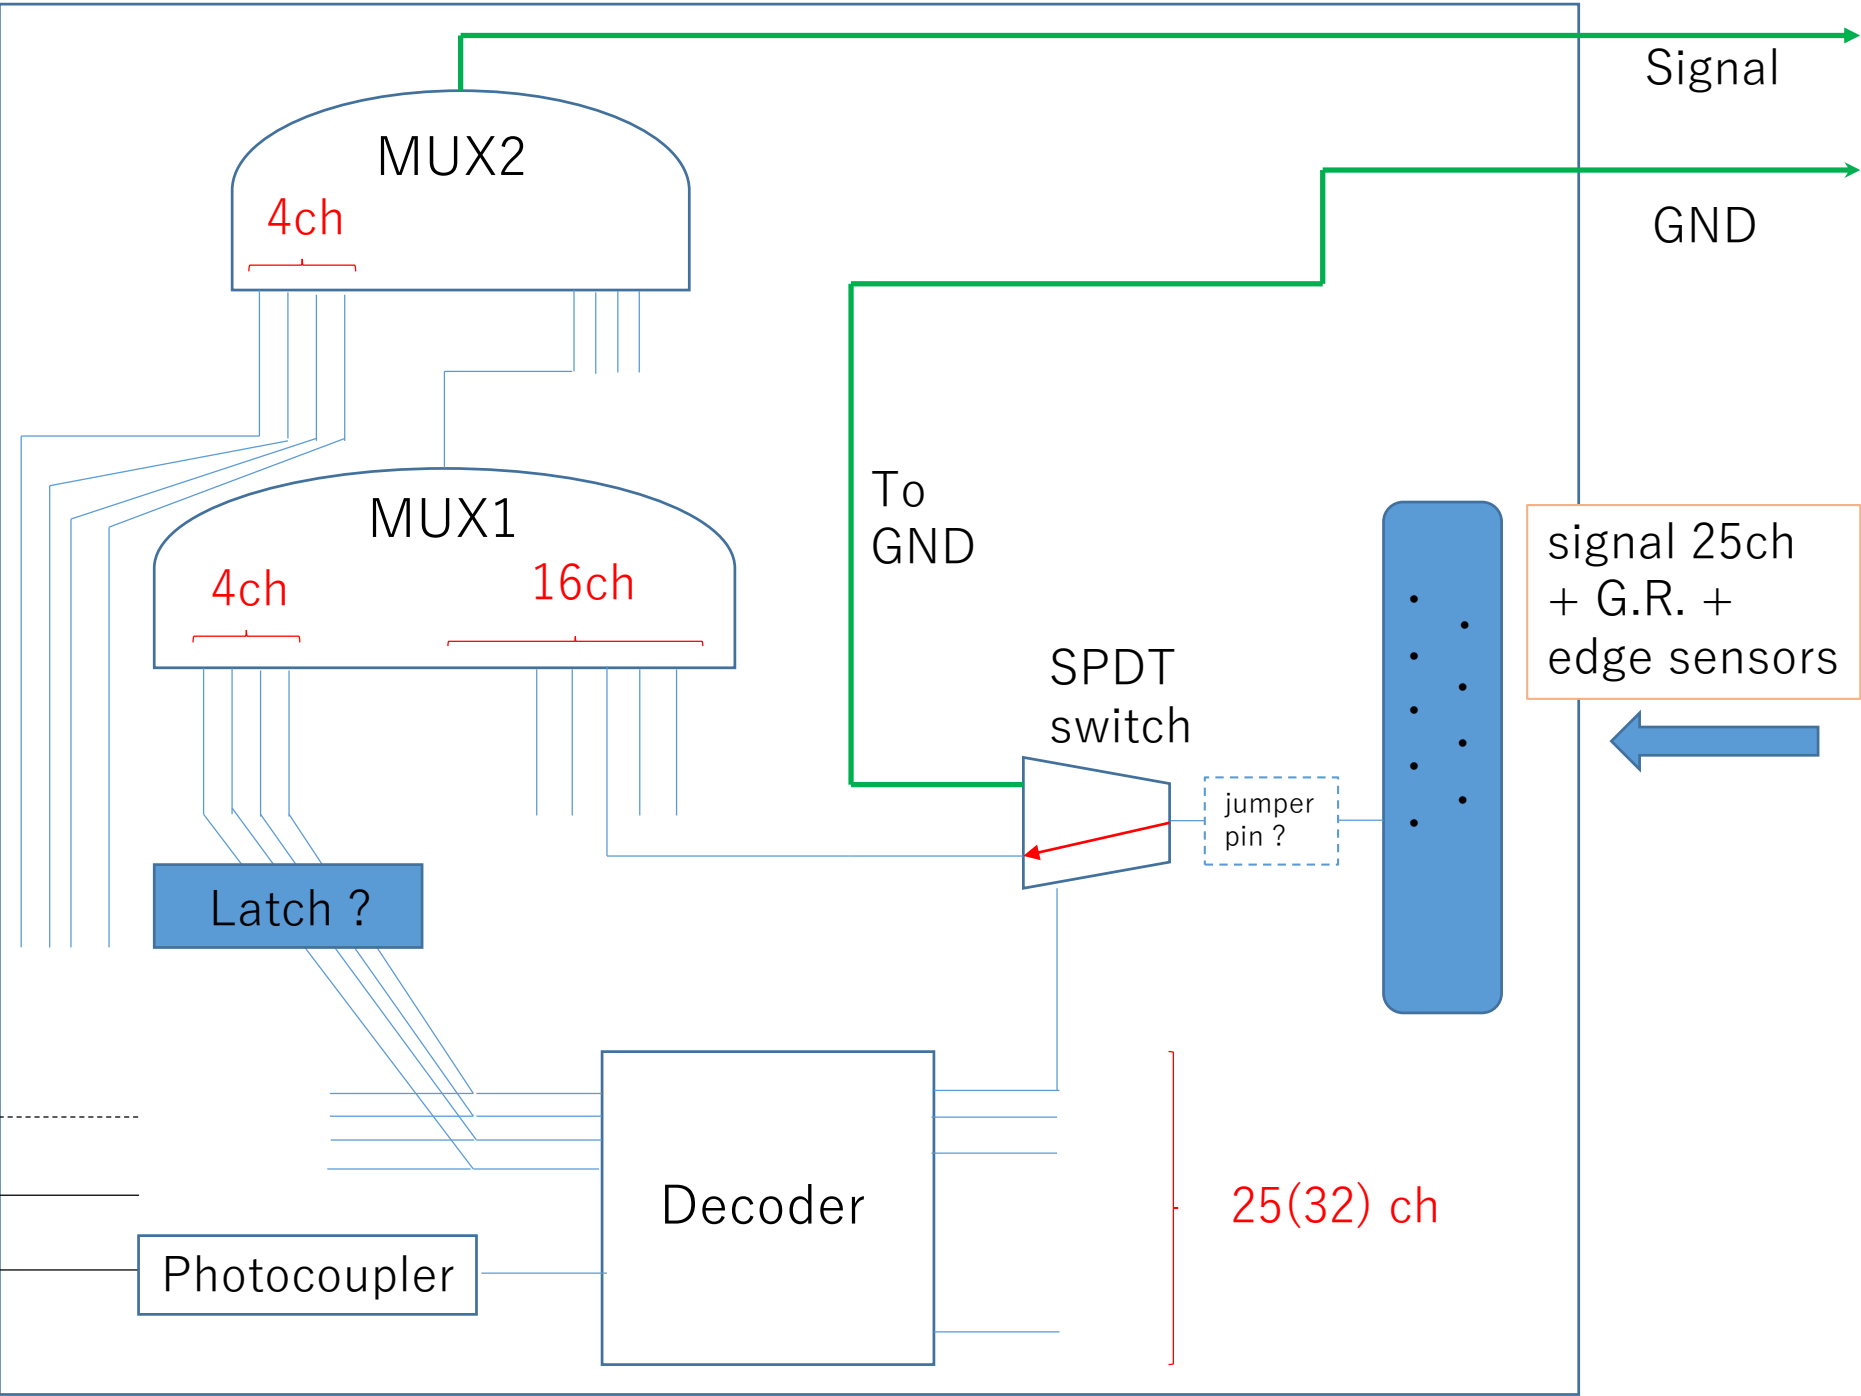 Signal
MUX2
4ch
GND
To
GND
MUX1
4ch
16ch
signal 25ch
+ G.R. +
edge sensors
SPDT
switch
jumper
pin ?
Latch ?
Decoder
25(32) ch
Photocoupler